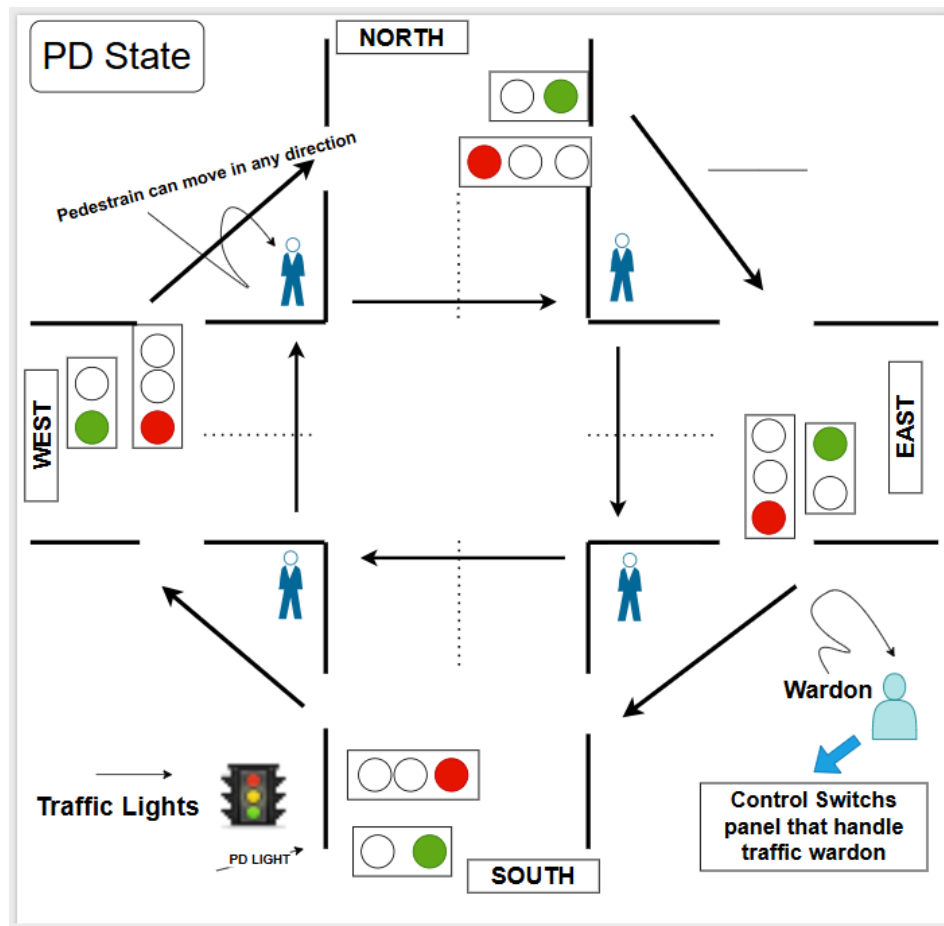 PD State
NORTH
Pedestrain can move in any direction
WEST
EAST
Wardon
Traffic Lights
Control Switchs
panel that handle
traffic wardon
PD LIGHT
SOUTH